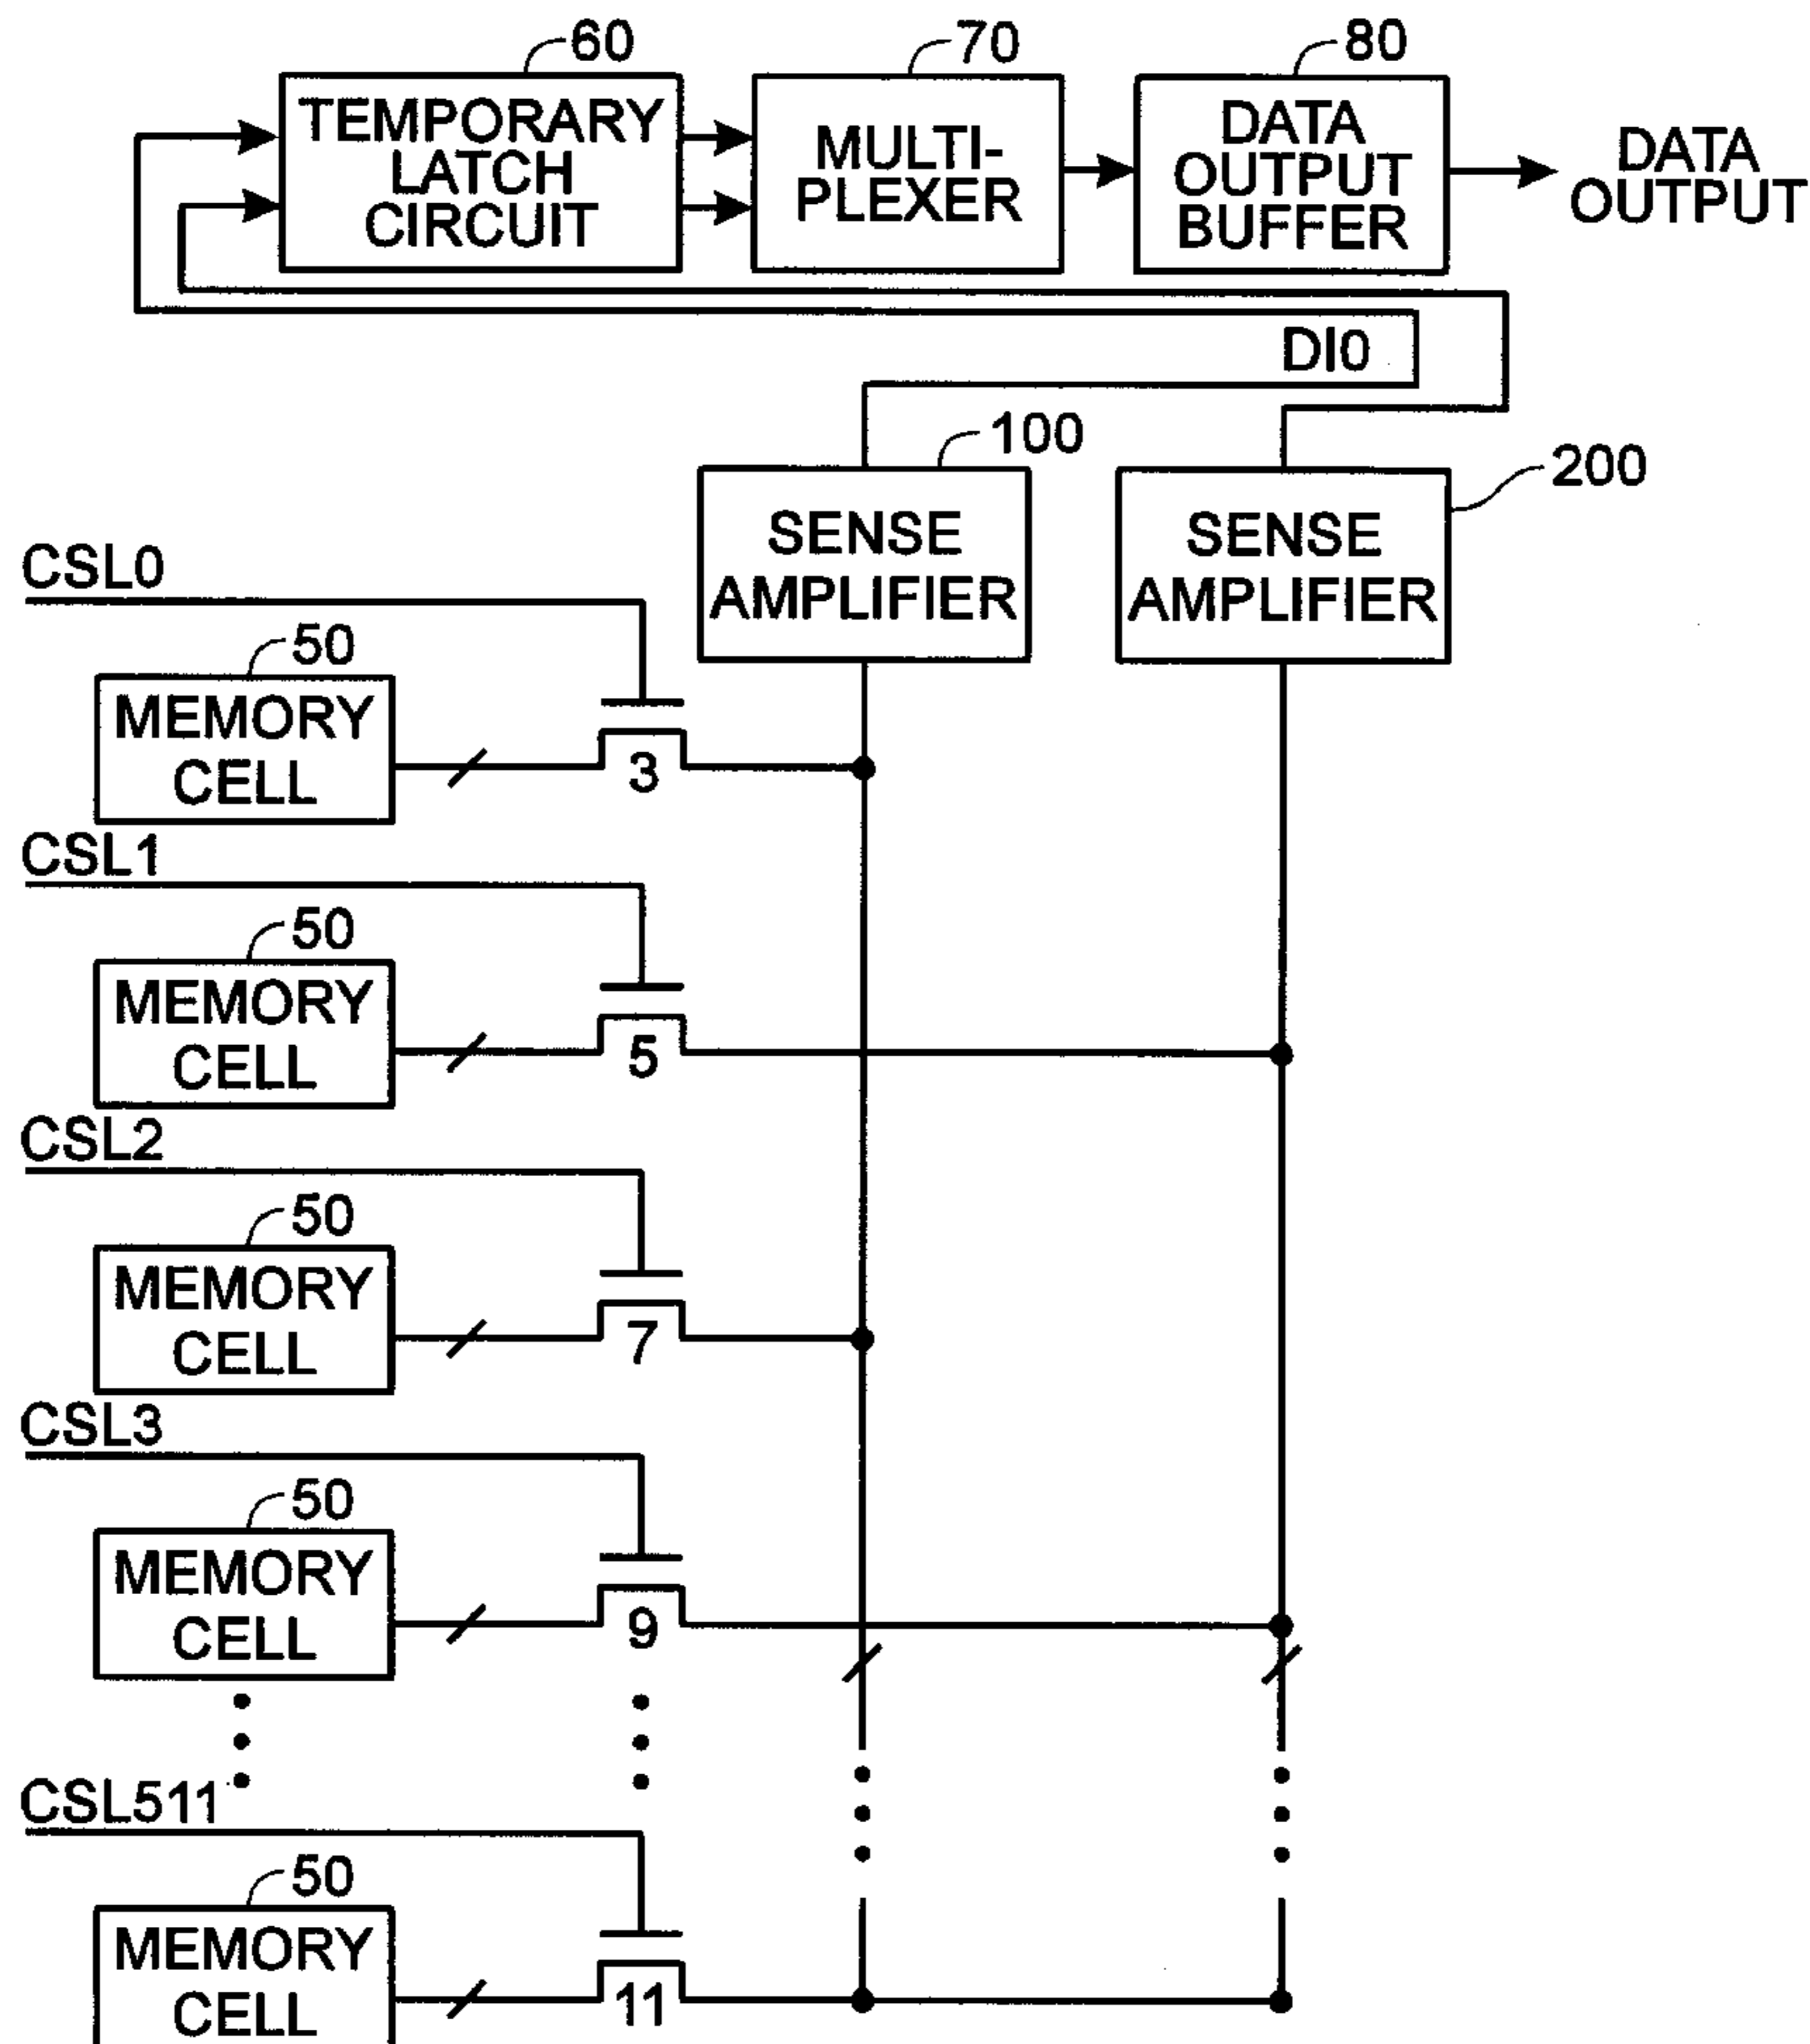 60
70
80
TEMPORARY
LATCH
CIRCUIT
MULTI-
PLEXER
DATA
OUTPUT
BUFFER
DATA
OUTPUT
DI0
100
200
SENSE
AMPLIFIER
SENSE
AMPLIFIER
CSL0
50
MEMORY
CELL
3
CSL1
50
MEMORY
CELL
5
CSL2
50
MEMORY
CELL
7
CSL3
50
MEMORY
CELL
9
CSL511
50
MEMORY
CELL
11